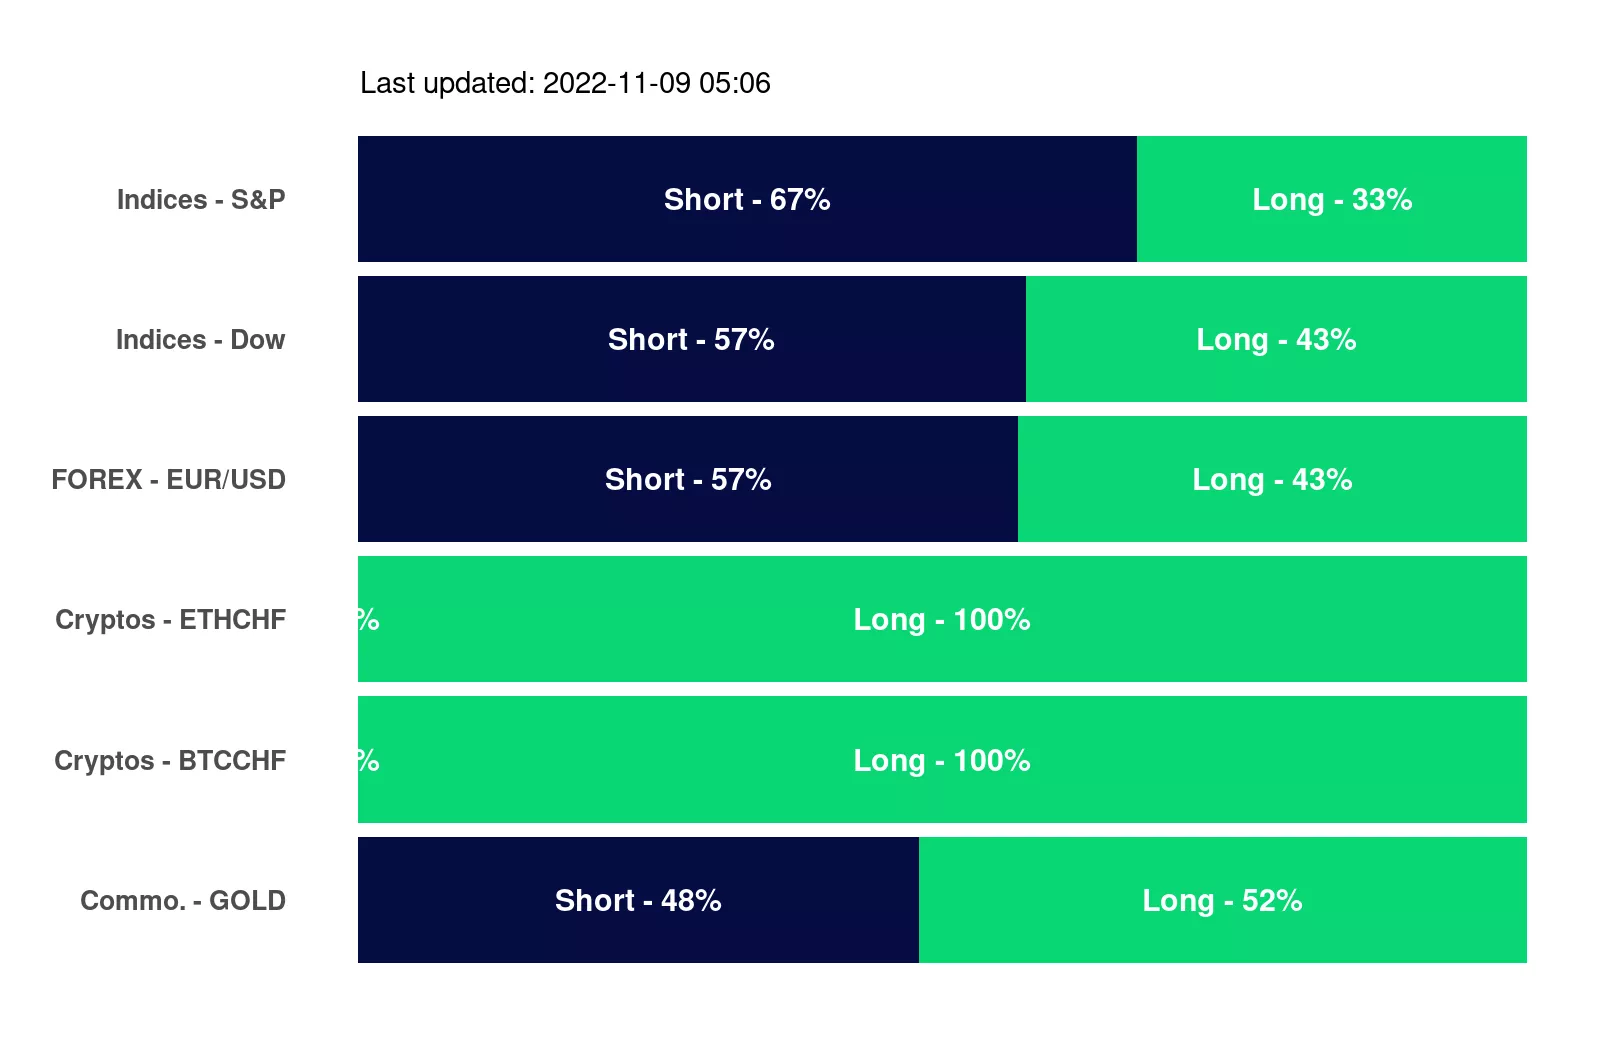 Last updated: 2022-11-09 05:06
Indices - S&P Short - 67% Long - 33%
Indices - Dow Short - 57% Long - 43%
FOREX - EUR/USD Short - 57% Long - 43%
Cryptos - ETHCHF % Long - 100%
Cryptos - BTCCHF % Long - 100%
Commo. - GOLD Short - 48% Long - 52%